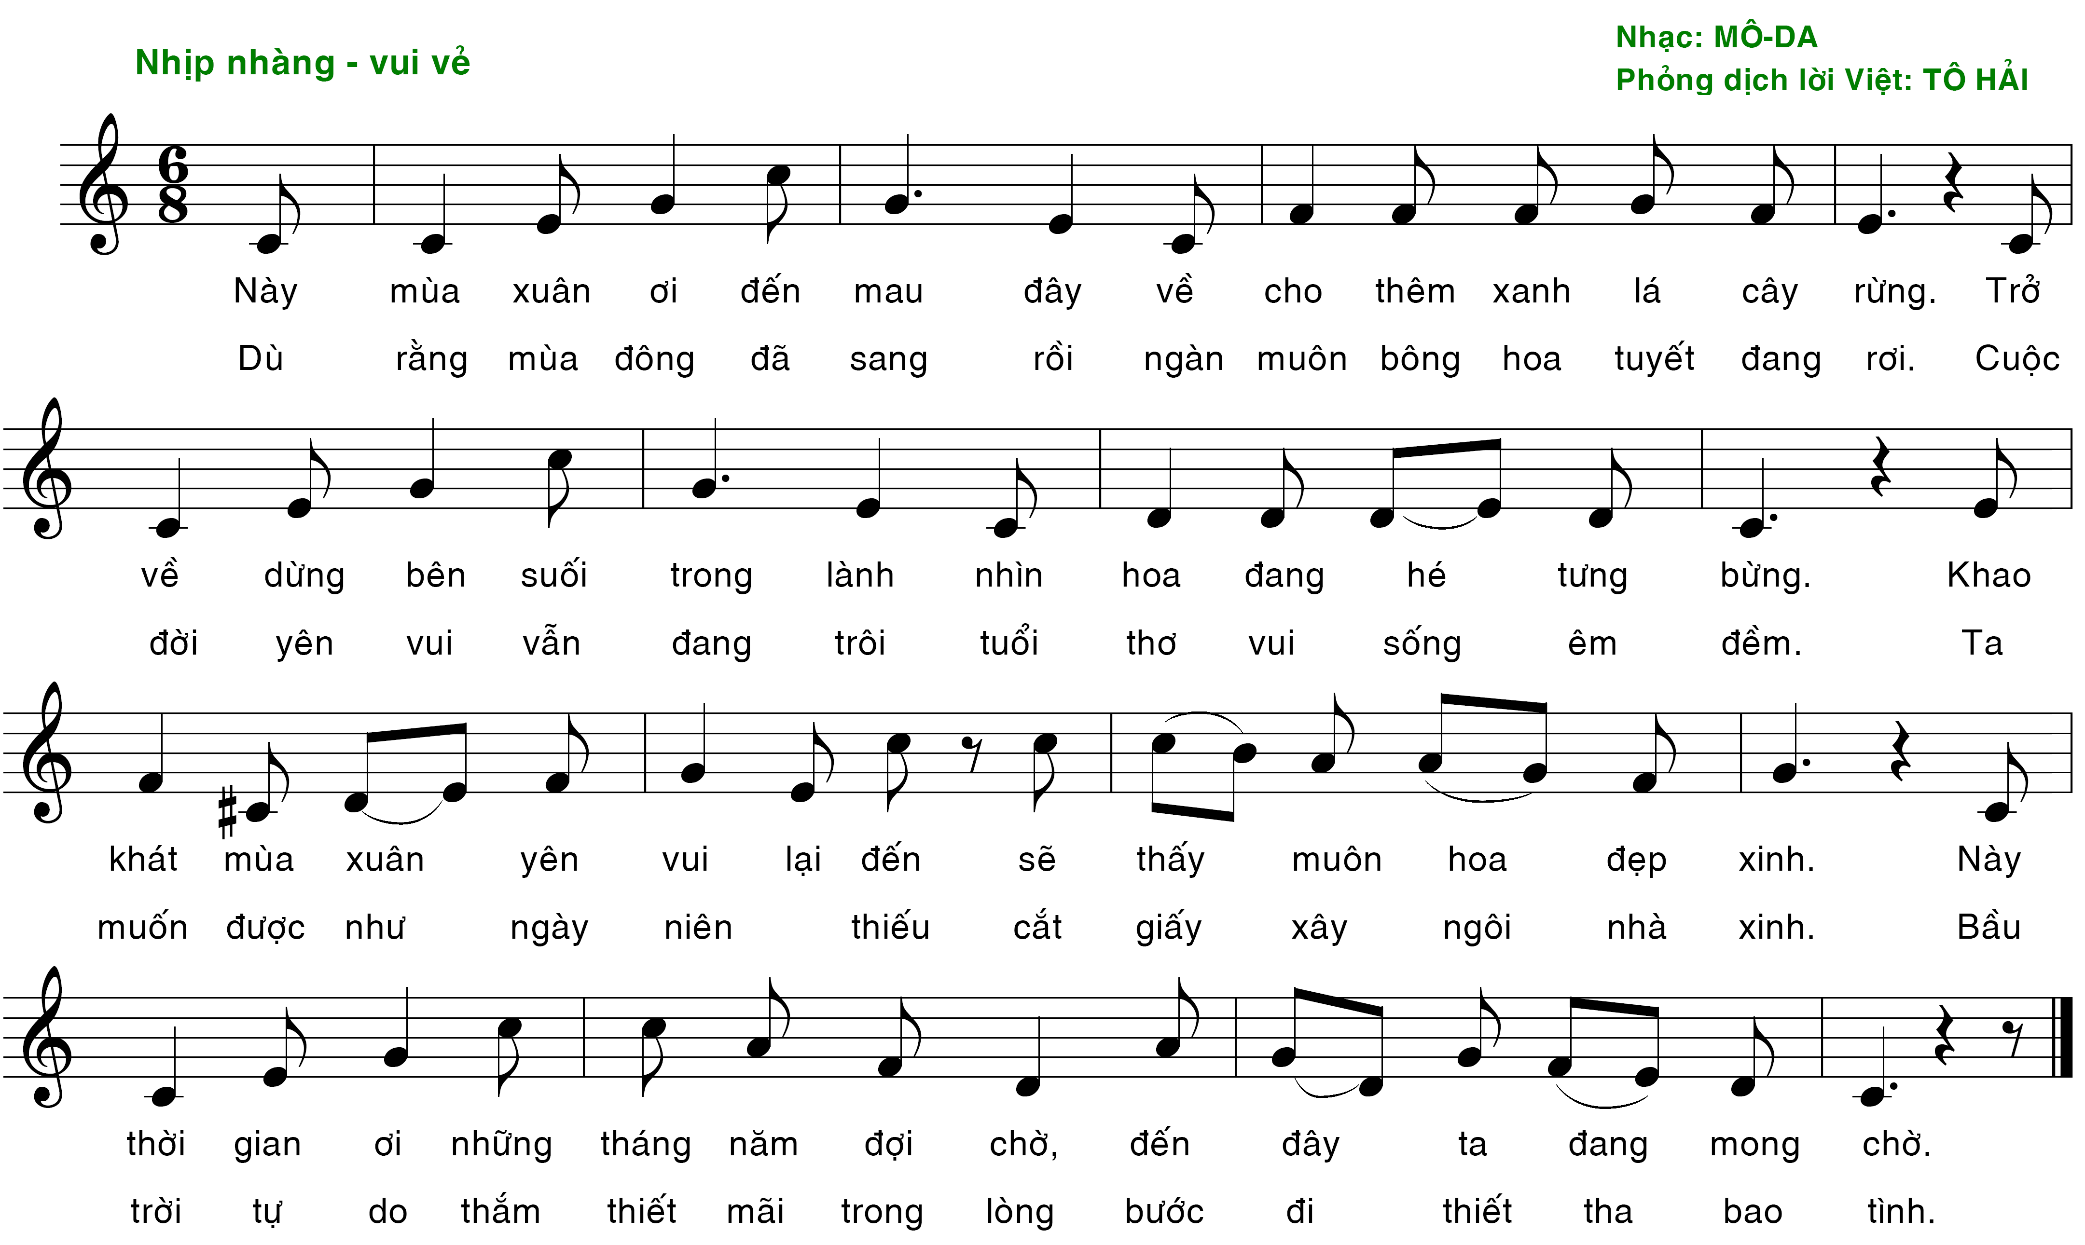 Nhịp nhàng - vui vẻ
Nhạc: MÔ-DA
Phỏng dịch lời Việt: TÔ HẢI
6
8
Này mùa xuân ơi đến mau đây về cho thêm xanh lá cây rừng. Trở
Dù rằng mùa đông đã sang rồi ngàn muôn bông hoa tuyết đang rơi. Cuộc
về dừng bên suối trong lành nhìn hoa đang hé tưng bừng. Khao
đời yên vui vẫn đang trôi tuổi thơ vui sống êm đềm. Ta
khát mùa xuân yên vui lại đến sẽ thấy muôn hoa đẹp xinh. Này
muốn được như ngày niên thiếu cắt giấy xây ngôi nhà xinh. Bầu
thời gian ơi những tháng năm đợi chờ, đến đây ta đang mong chờ.
trời tự do thắm thiết mãi trong lòng bước đi thiết tha bao tình.